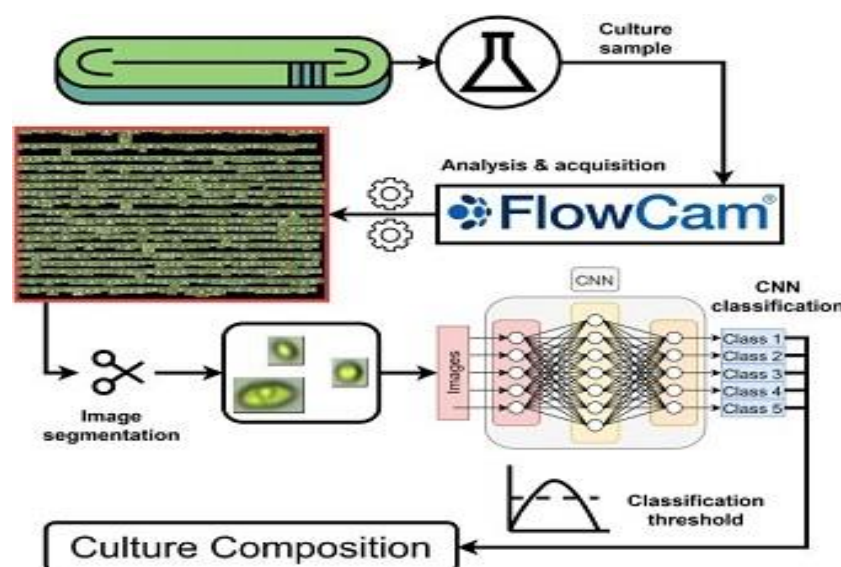 Culture
sample
Analysis & acquisition
FlowCam®
CNN
CNN
classification
Images
Class 1
Class 2
Class 3
Class 4
Class 5
Image
segmentation
Classification
threshold
Culture Composition